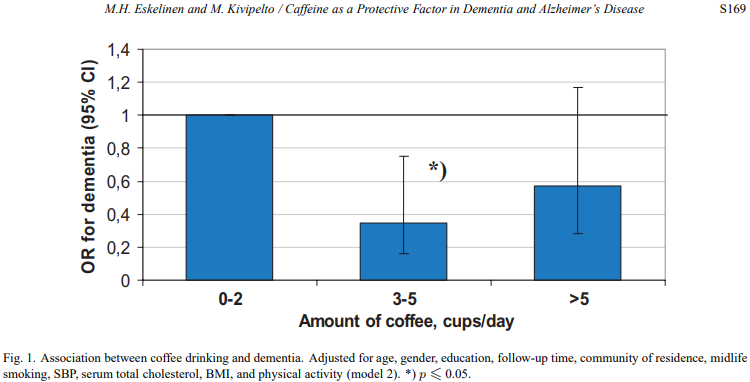 M.H. Eskelinen and M. Kivipelto / Caffeine as a Protective Factor in Dementia and Alzheimer's Disease S169
OR for dementia (95% CI)
1,4
1,2
1
0,8
0,6
0,4
0,2
0
*)
0-2 3-5 >5
Amount of coffee, cups/day
Fig. 1. Association between coffee drinking and dementia. Adjusted for age, gender, education, follow-up time, community of residence, midlife
smoking, SBP, serum total cholesterol, BMI, and physical activity (model 2). *) p ⩽ 0.05.